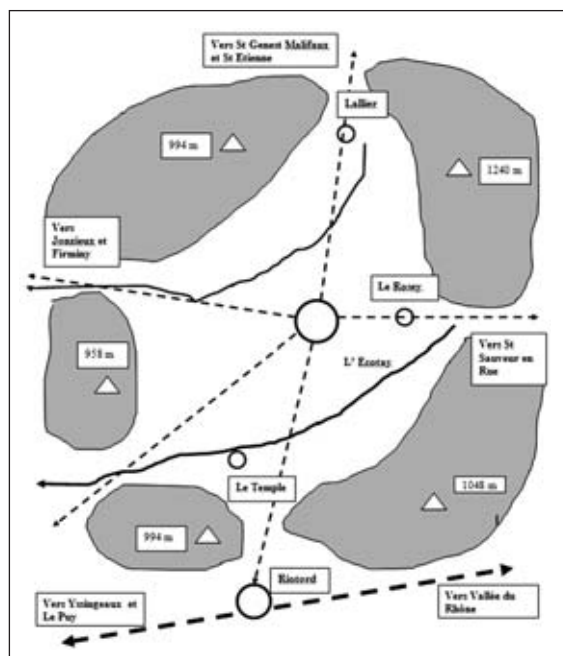 Vers St Genest Malifaux
et St Etienne
Lallier
994 m
1240 m
Vers
Jonzieux et
Firminy
Le Rosey.
958 m
L' Ecotay.
Vers St
Sauveur en
Rue
Le Temple
1048 m
994 m
Riotord
Vers Yssingeaux et
Le Puy
Vers Vallée du
Rhône